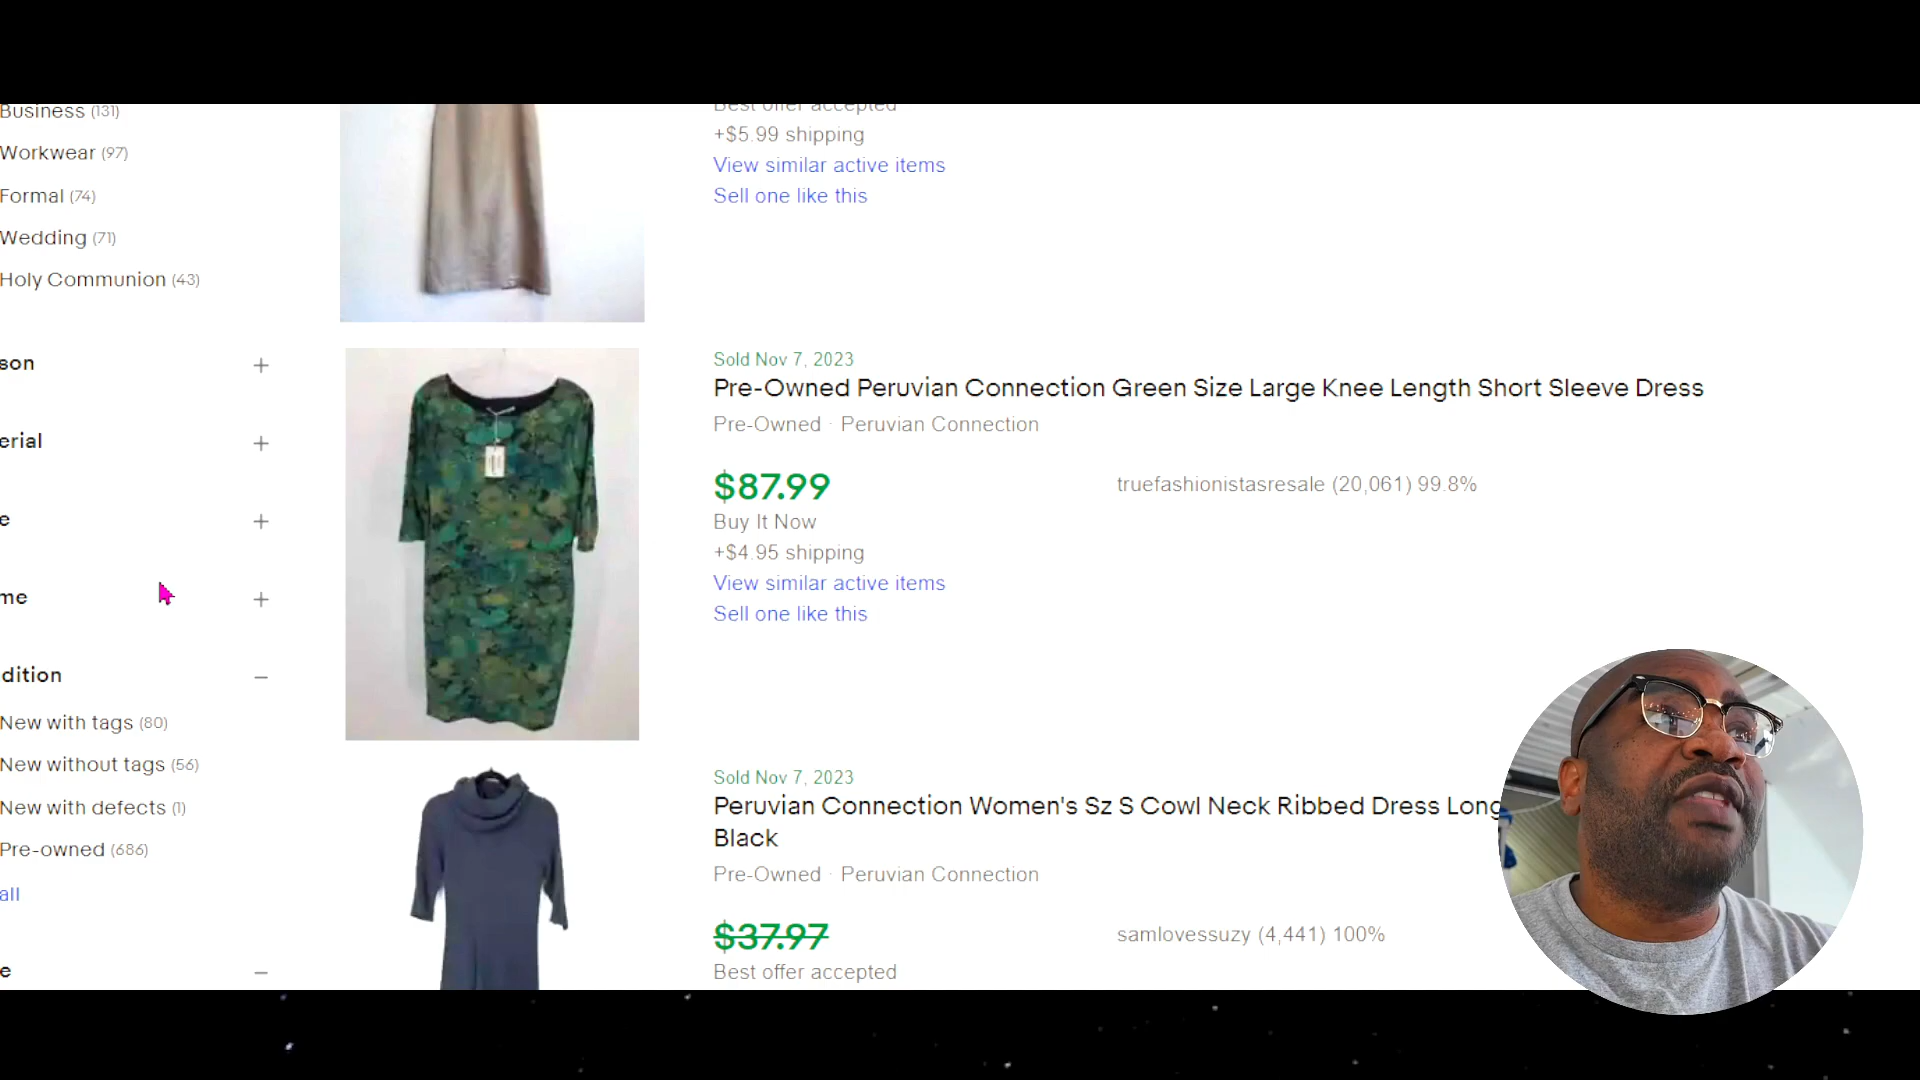 Business (131)
Workwear (97)
Formal (74)
Wedding (71)
Holy Communion (43)
son
erial
e
me
dition
New with tags (80)
New without tags (56)
New with defects (1)
Pre-owned (686)
all
e
Best offer accepted
+$5.99 shipping
View similar active items
Sell one like this
Sold Nov 7, 2023
Pre-Owned Peruvian Connection Green Size Large Knee Length Short Sleeve Dress
Pre-Owned · Peruvian Connection
$87.99
truefashionistasresale (20,061) 99.8%
Buy It Now
+$4.95 shipping
View similar active items
Sell one like this
Sold Nov 7, 2023
Peruvian Connection Women's Sz S Cowl Neck Ribbed Dress Long
Black
Pre-Owned · Peruvian Connection
$37.97
samlovessuzy (4,441) 100%
Best offer accepted